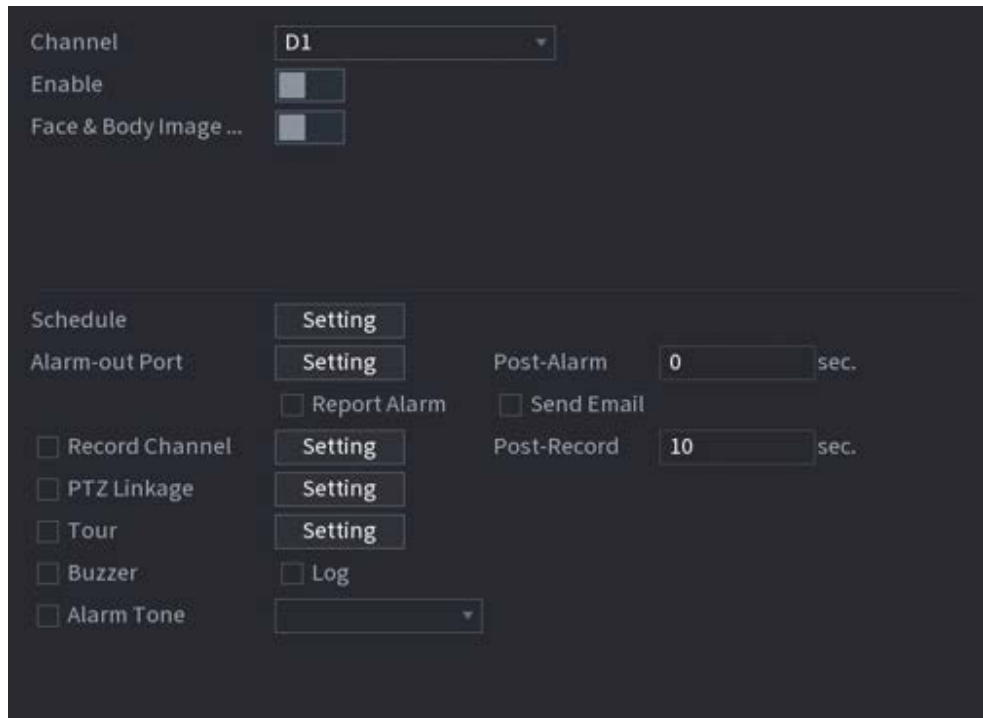 Channel D1
Enable
Face & Body Image ...
Schedule Setting
Alarm-out Port Setting Post-Alarm 0 sec.
Report Alarm Send Email
Record Channel Setting Post-Record 10 sec.
PTZ Linkage Setting
Tour Setting
Buzzer Log
Alarm Tone